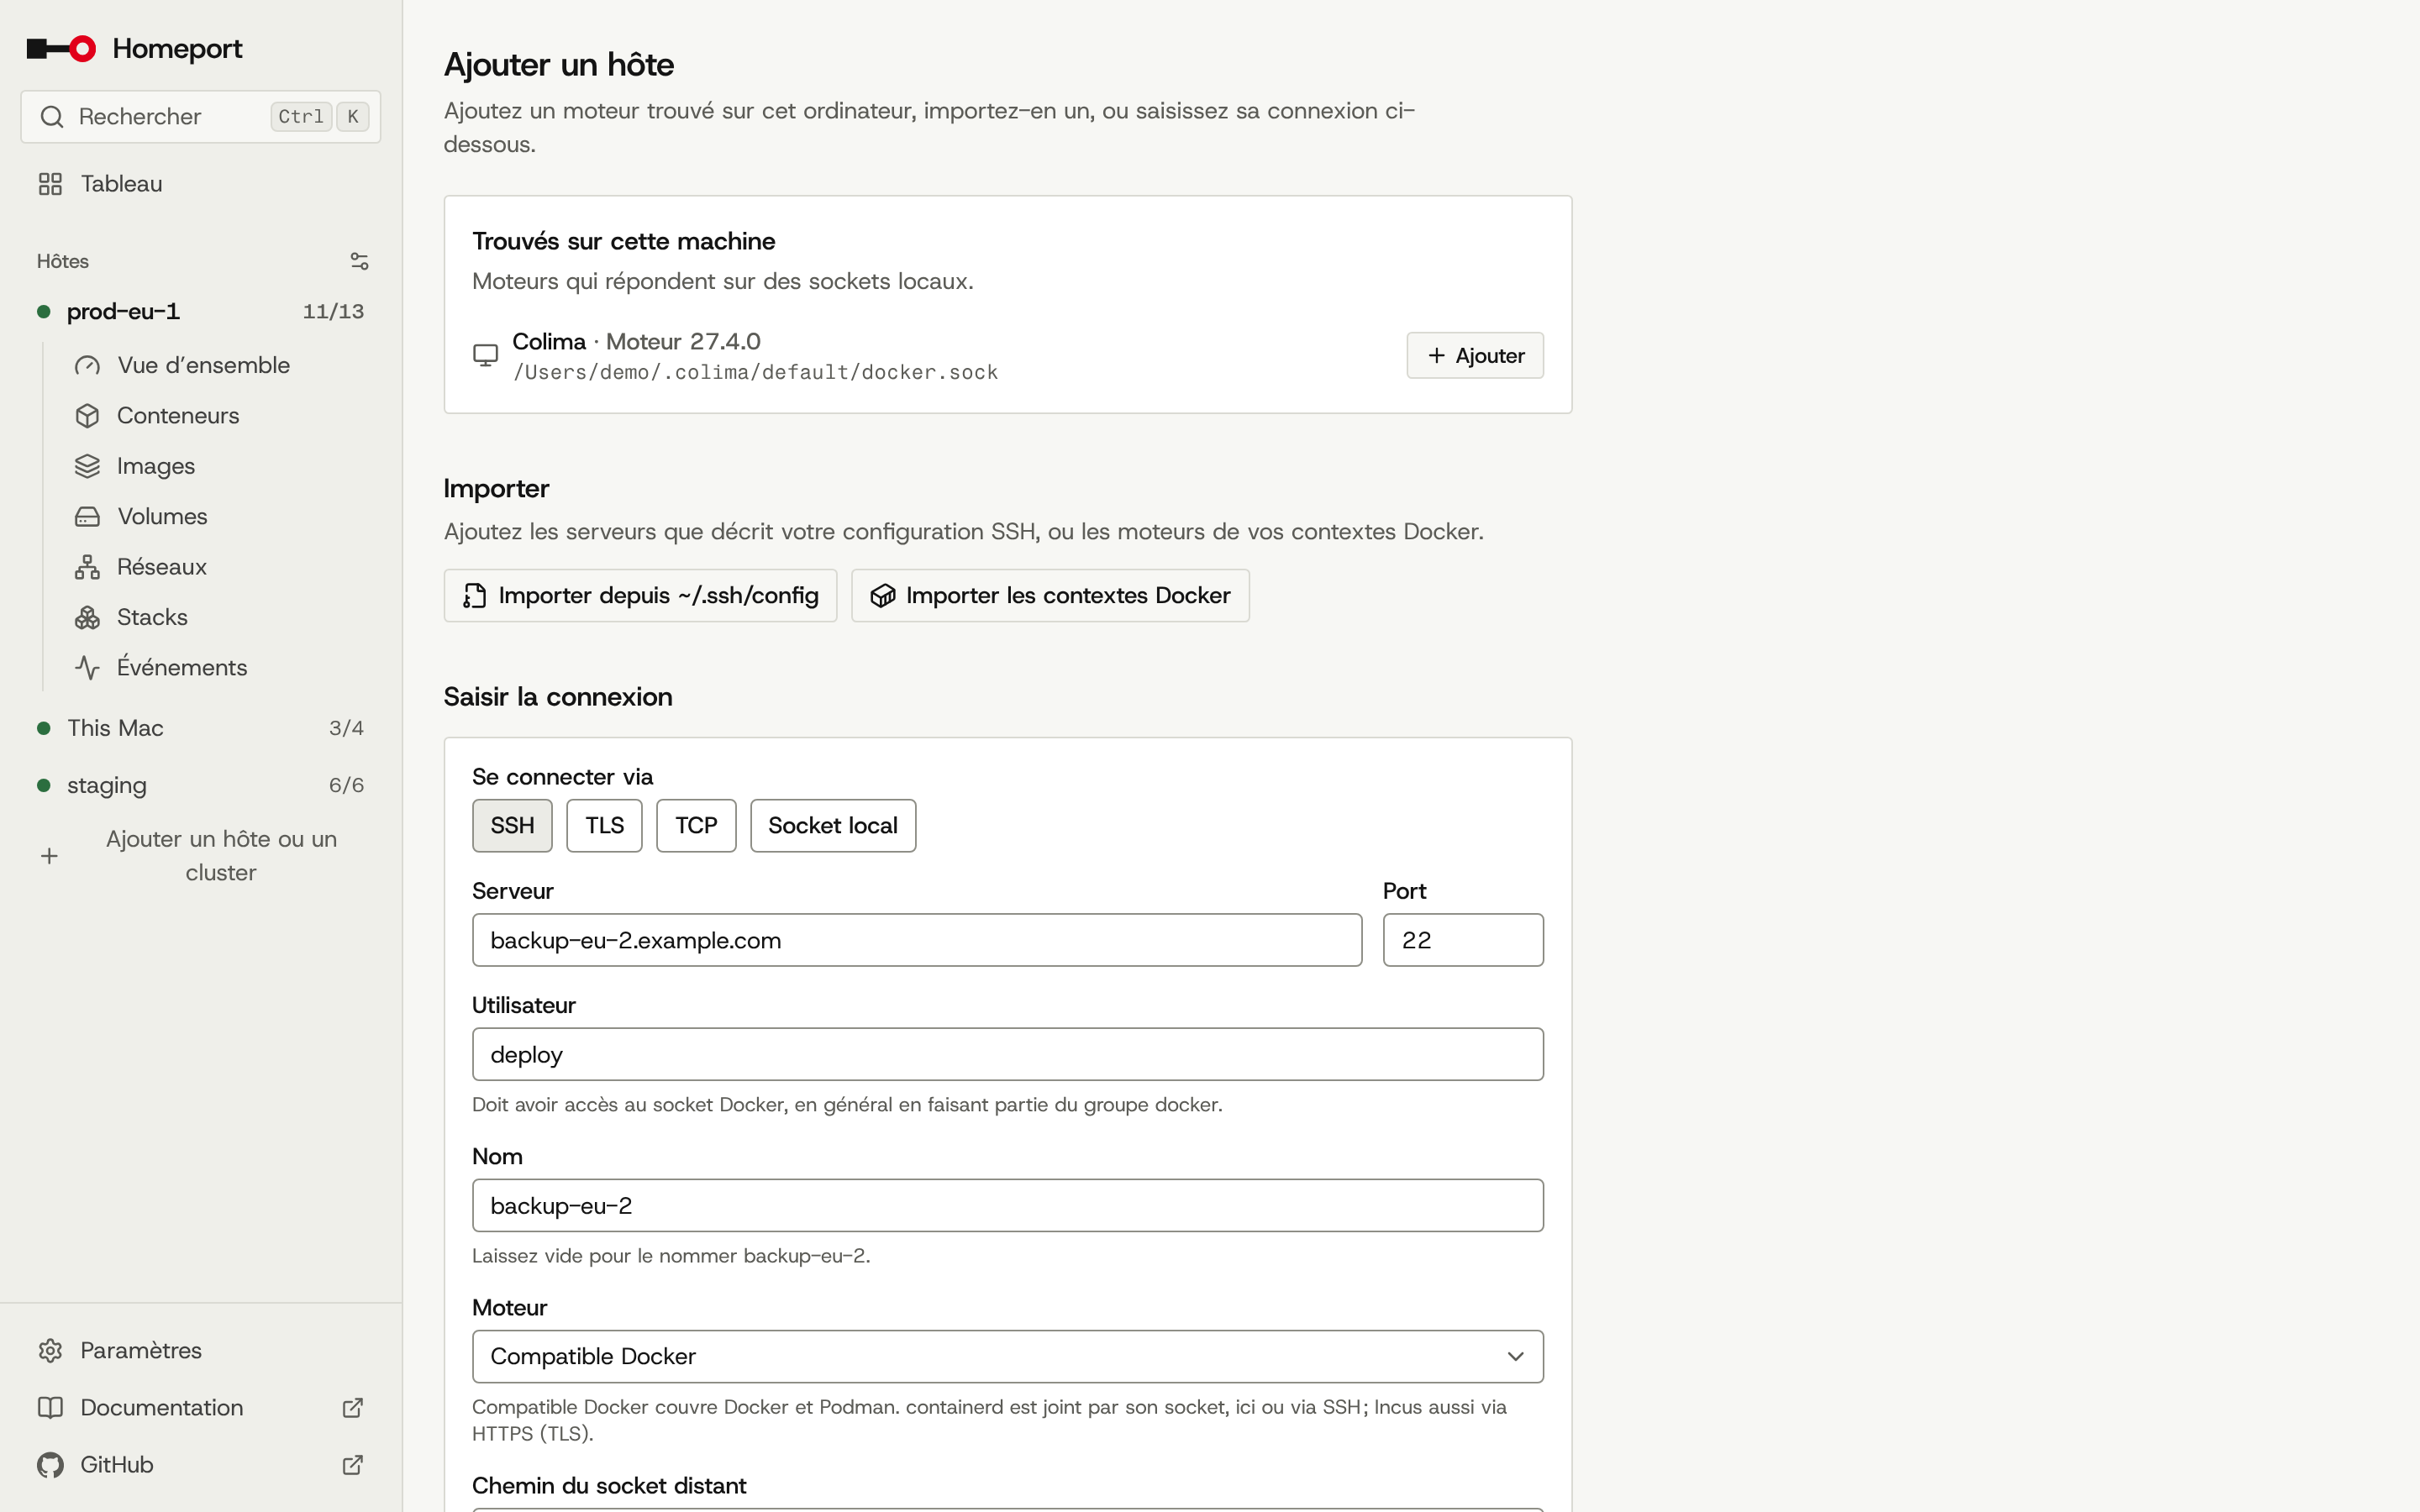 Homeport
Rechercher Ctrl K
Tableau
Hôtes
prod-eu-1 11/13
Vue d’ensemble
Conteneurs
Images
Volumes
Réseaux
Stacks
Événements
This Mac 3/4
staging 6/6
Ajouter un hôte ou un
cluster
Paramètres
Documentation
GitHub
Ajouter un hôte
Ajoutez un moteur trouvé sur cet ordinateur, importez-en un, ou saisissez sa connexion ci-
dessous.
Trouvés sur cette machine
Moteurs qui répondent sur des sockets locaux.
Colima · Moteur 27.4.0
/Users/demo/.colima/default/docker.sock
Ajouter
Importer
Ajoutez les serveurs que décrit votre configuration SSH, ou les moteurs de vos contextes Docker.
Importer depuis ~/.ssh/config Importer les contextes Docker
Saisir la connexion
Se connecter via
SSH TLS TCP Socket local
Serveur Port
backup-eu-2.example.com 22
Utilisateur
deploy
Doit avoir accès au socket Docker, en général en faisant partie du groupe docker.
Nom
backup-eu-2
Laissez vide pour le nommer backup-eu-2.
Moteur
Compatible Docker
Compatible Docker couvre Docker et Podman. containerd est joint par son socket, ici ou via SSH ; Incus aussi via
HTTPS (TLS).
Chemin du socket distant